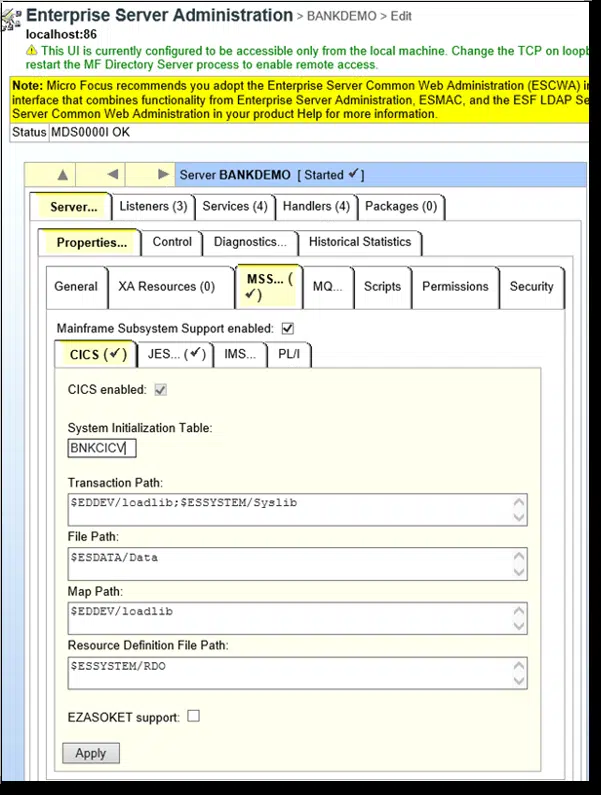 Enterprise Server Administration > BANKDEMO > Edit
localhost:86
This UI is currently configured to be accessible only from the local machine. Change the TCP on loopb
restart the MF Directory Server process to enable remote access.
Note: Micro Focus recommends you adopt the Enterprise Server Common Web Administration (ESCWA) i
interface that combines functionality from Enterprise Server Administration, ESMAC, and the ESF LDAP Se
Server Common Web Administration in your product Help for more information.
Status MDS0000I OK
Server BANKDEMO [ Started ✓ ]
Server... Listeners (3) Services (4) Handlers (4) Packages (0)
Properties... Control Diagnostics... Historical Statistics
General XA Resources (0) MSS... (✓) MQ... Scripts Permissions Security
Mainframe Subsystem Support enabled:
CICS (✓) JES... (✓) IMS... PL/I
CICS enabled:
System Initialization Table:
BNKCICV
Transaction Path:
$EDDEV/loadlib;$ESSYSTEM/Syslib
File Path:
$ESDATA/Data
Map Path:
$EDDEV/loadlib
Resource Definition File Path:
$ESSYSTEM/RDO
EZASOKET support:
Apply